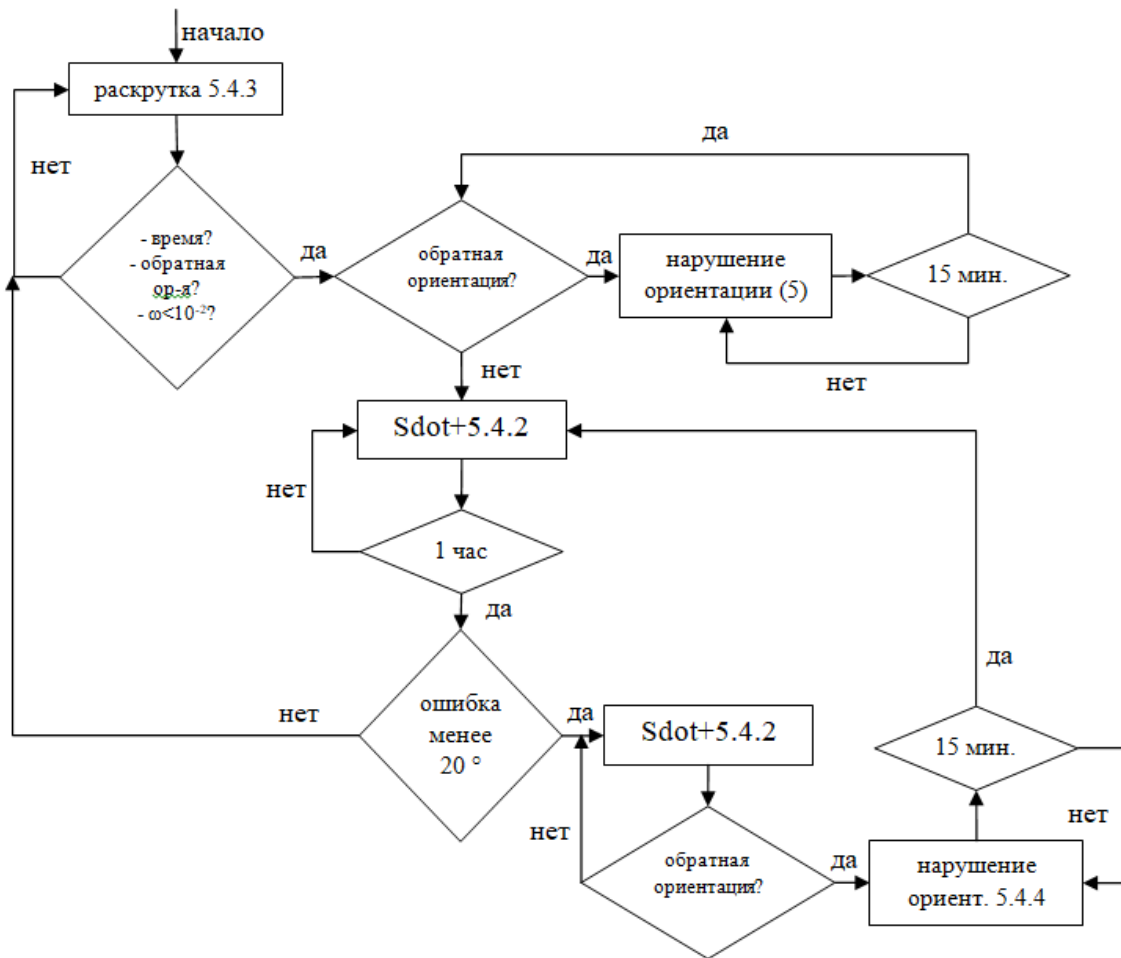 начало
раскрутка 5.4.3
да
нет
- время?
- обратная
ор-я?
- ω<10⁻²?
да
обратная
ориентация?
да
нарушение
ориентации (5)
15 мин.
нет
нет
Sdot+5.4.2
нет
1 час
да
нет
ошибка
менее
20 °
да
Sdot+5.4.2
да
15 мин.
нет
нет
обратная
ориентация?
да
нарушение
ориент. 5.4.4